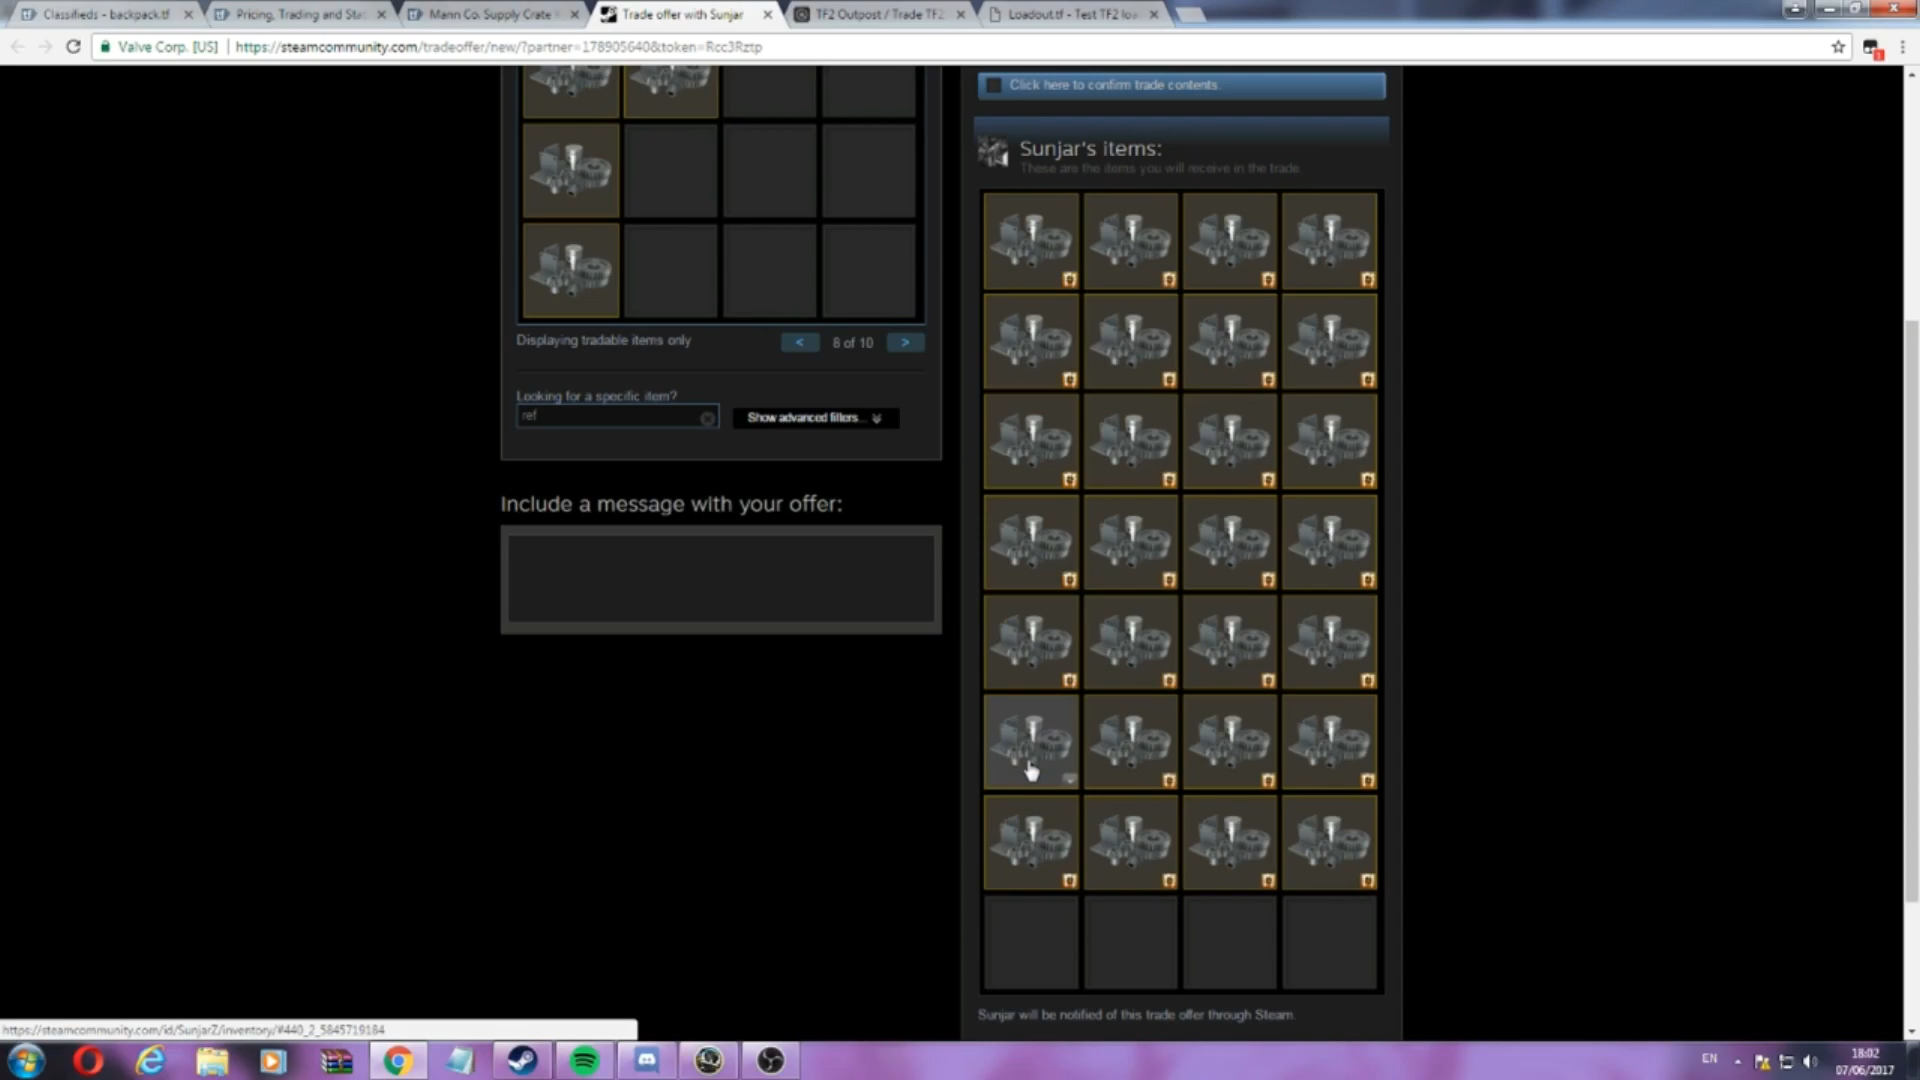 Classifieds - backpack.tf
Pricing, Trading and Sta
Mann Co. Supply Crate
Trade offer with Sunjar
TF2 Outpost / Trade TF2
Loadout.tf - Test TF2 loa
Valve Corp. [US]
https://steamcommunity.com/tradeoffer/new/?partner=178905640&token=Rcc3Rztp
Click here to confirm trade contents.
Sunjar's items:
These are the items you will receive in the trade.
Displaying tradable items only
<
8 of 10
>
Looking for a specific item?
ref
Show advanced filters...
Include a message with your offer:
Sunjar will be notified of this trade offer through Steam.
https://steamcommunity.com/id/SunjarZ/inventory/#440_2_5845719184
EN
18:02
07/06/2017